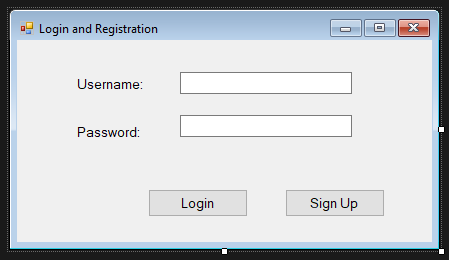 Login and Registration
Username:
Password:
Login Sign Up